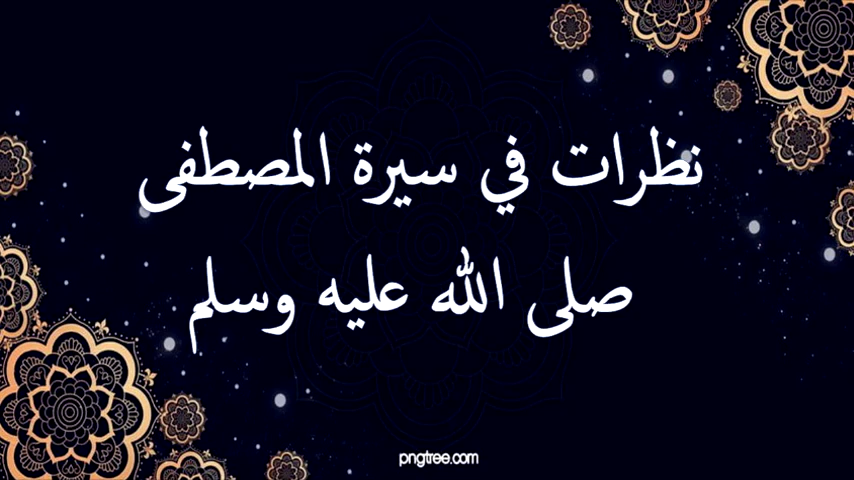 نظرات في سيرة المصطفى
صلى الله عليه وسلم
pngtree.com